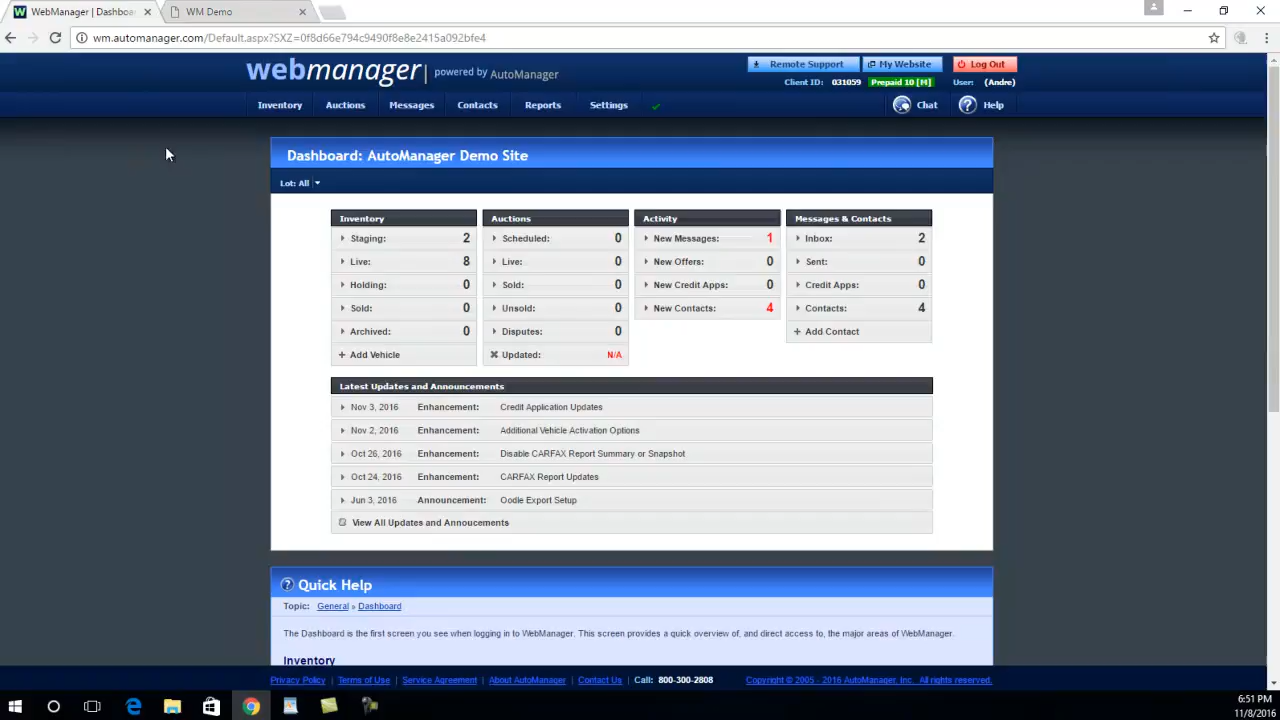 WebManager | Dashboar
WM Demo
wm.automanager.com/Default.aspx?SXZ=0f8d66e794c9490f8e8e2415a092bfe4
webmanager | powered by AutoManager
Remote Support
My Website
Log Out
Client ID: 031059 Prepaid 10 [M] User: (Andre)
Inventory Auctions Messages Contacts Reports Settings Chat Help
Dashboard: AutoManager Demo Site
Lot: All
Inventory
Staging: 2
Live: 8
Holding: 0
Sold: 0
Archived: 0
+ Add Vehicle
Auctions
Scheduled: 0
Live: 0
Sold: 0
Unsold: 0
Disputes: 0
Updated: N/A
Activity
New Messages: 1
New Offers: 0
New Credit Apps: 0
New Contacts: 4
Messages & Contacts
Inbox: 2
Sent: 0
Credit Apps: 0
Contacts: 4
+ Add Contact
Latest Updates and Announcements
Nov 3, 2016 Enhancement: Credit Application Updates
Nov 2, 2016 Enhancement: Additional Vehicle Activation Options
Oct 26, 2016 Enhancement: Disable CARFAX Report Summary or Snapshot
Oct 24, 2016 Enhancement: CARFAX Report Updates
Jun 3, 2016 Announcement: Oodle Export Setup
View All Updates and Annoucements
Quick Help
Topic: General » Dashboard
The Dashboard is the first screen you see when logging in to WebManager. This screen provides a quick overview of, and direct access to, the major areas of WebManager.
Inventory
Privacy Policy | Terms of Use | Service Agreement | About AutoManager | Contact Us | Call: 800-300-2808 Copyright © 2005 - 2016 AutoManager, Inc. All rights reserved.
6:51 PM
11/8/2016